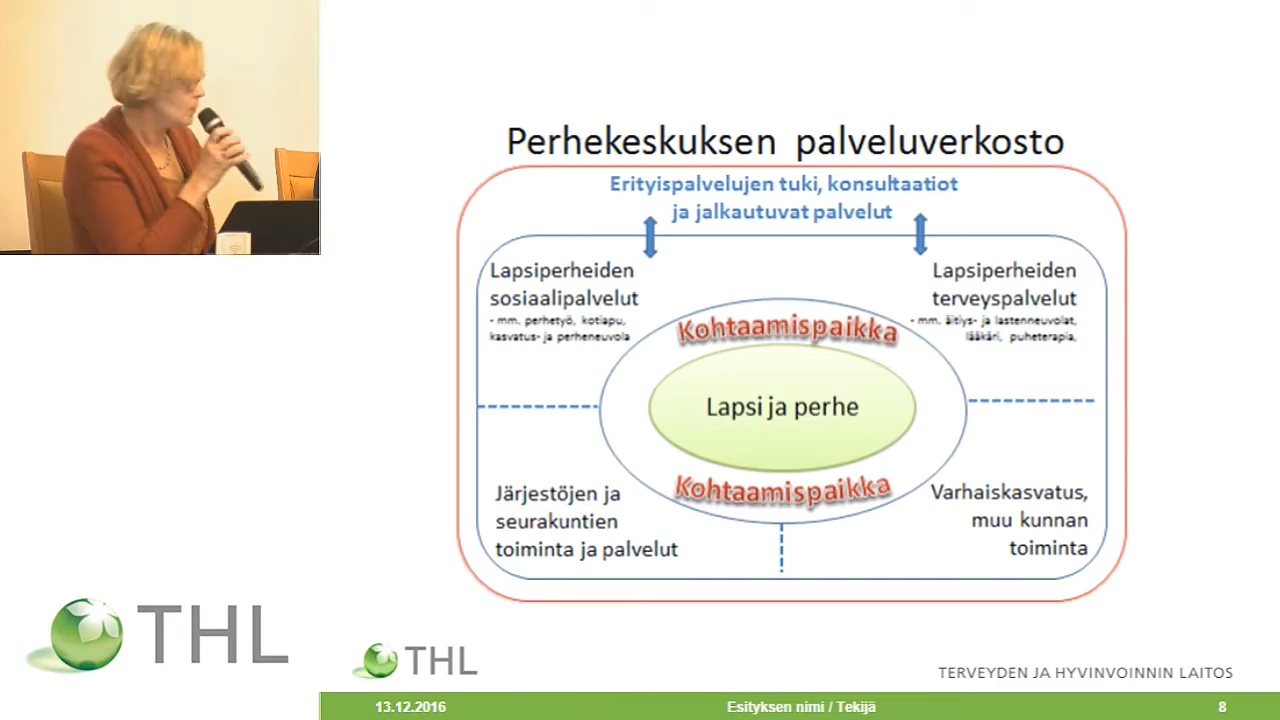 Perhekeskuksen palveluverkosto
Erityispalvelujen tuki, konsultaatiot
ja jalkautuvat palvelut
Lapsiperheiden
sosiaalipalvelut
- mm. perhetyö, kotiapu,
kasvatus- ja perheneuvola
Lapsiperheiden
terveyspalvelut
- mm. äitiys- ja lastenneuvolat,
lääkäri, puheterapia,
Kohtaamispaikka
Lapsi ja perhe
Kohtaamispaikka
Järjestöjen ja
seurakuntien
toiminta ja palvelut
Varhaiskasvatus,
muu kunnan
toiminta
THL
THL
TERVEYDEN JA HYVINVOINNIN LAITOS
13.12.2016
Esityksen nimi / Tekijä
8